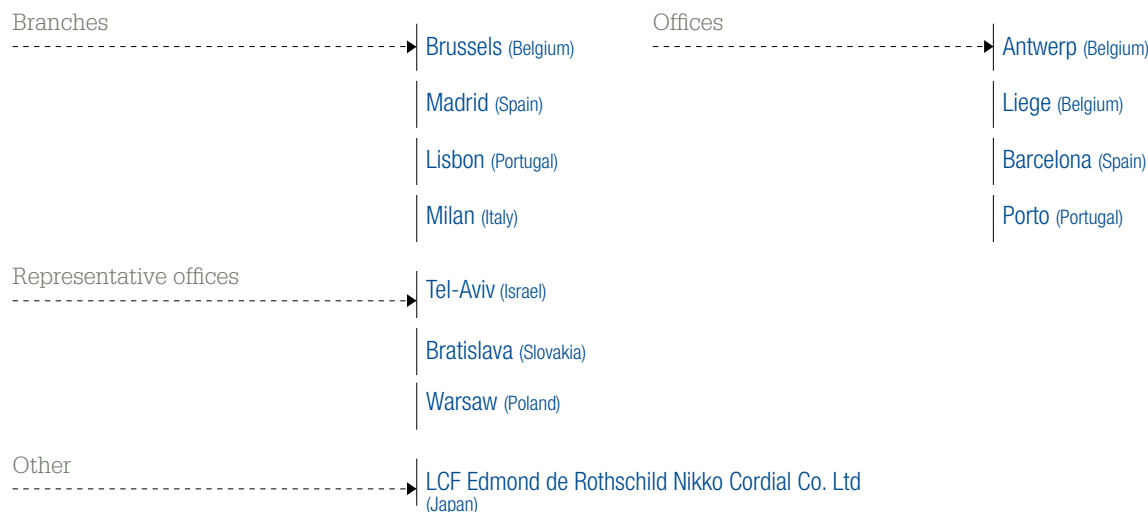 Branches
Brussels (Belgium)
Madrid (Spain)
Lisbon (Portugal)
Milan (Italy)
Offices
Antwerp (Belgium)
Liege (Belgium)
Barcelona (Spain)
Porto (Portugal)
Representative offices
Tel-Aviv (Israel)
Bratislava (Slovakia)
Warsaw (Poland)
Other
LCF Edmond de Rothschild Nikko Cordial Co. Ltd
(Japan)